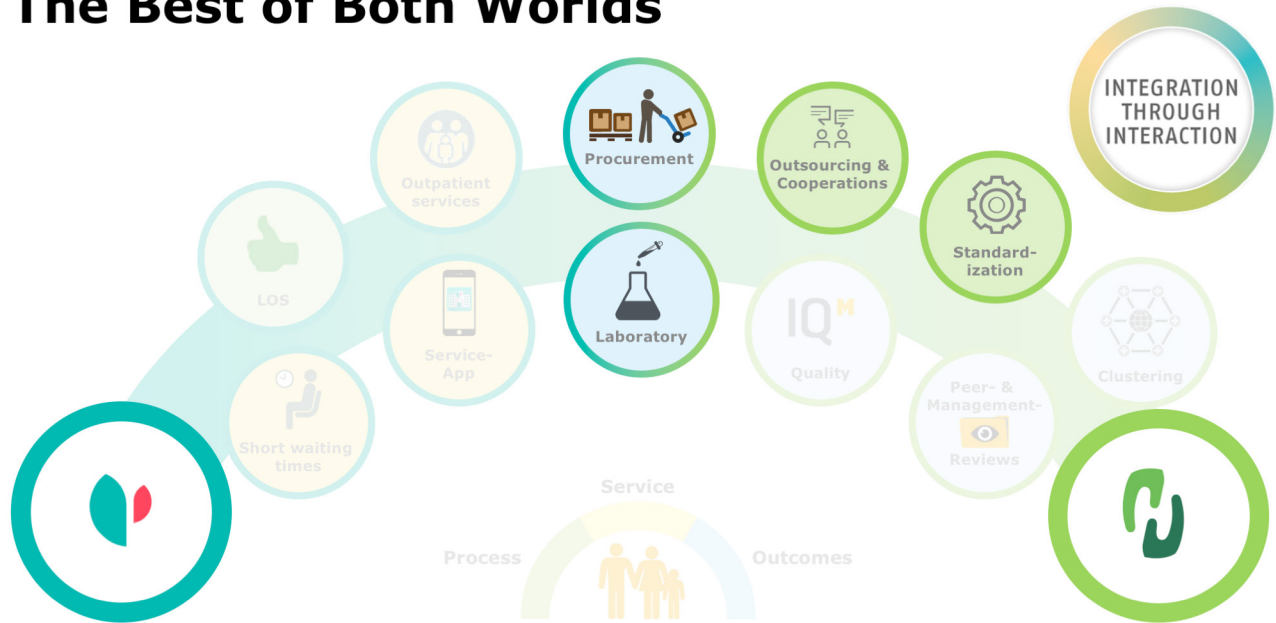 The Best of Both Worlds
INTEGRATION
THROUGH
INTERACTION
Procurement
Outsourcing &
Cooperations
Outpatient
services
Standard-
ization
LOS
Laboratory
Service-
App
IQM
Quality
Clustering
Peer- &
Management-
Reviews
Short waiting
times
Service
Process
Outcomes